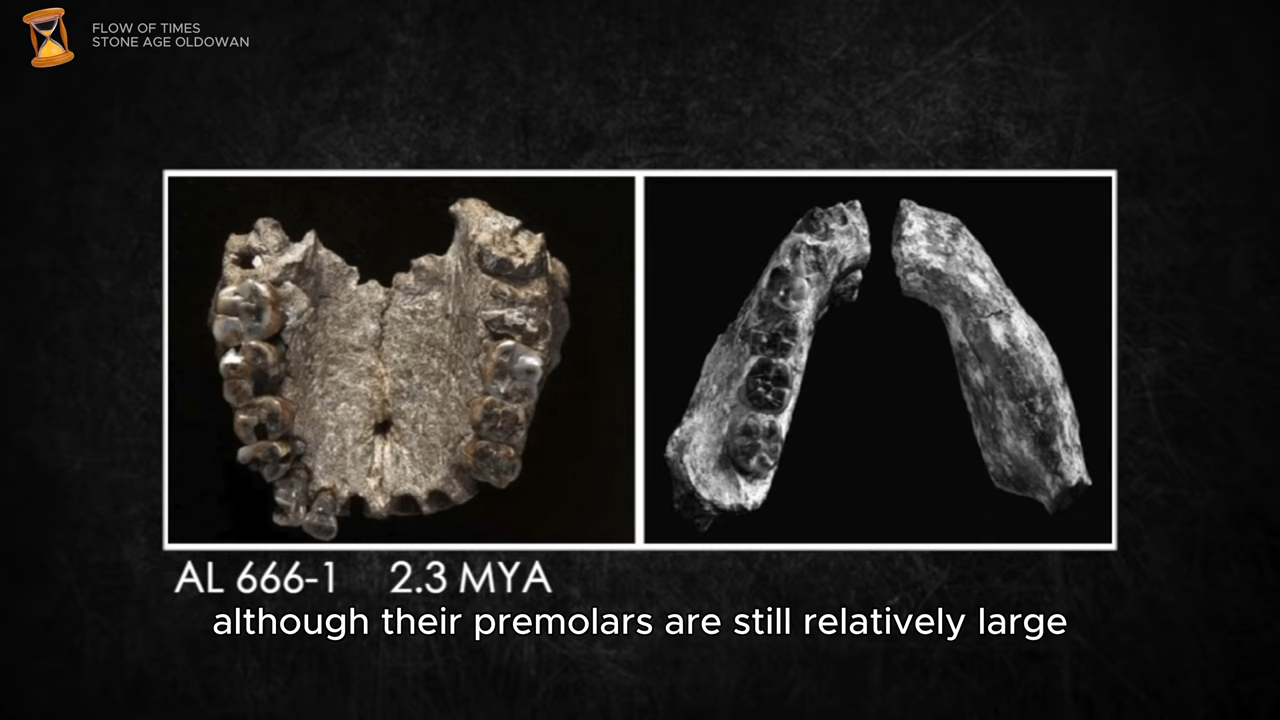 FLOW OF TIMES
STONE AGE OLDOWAN
AL 666-1 2.3 MYA
although their premolars are still relatively large